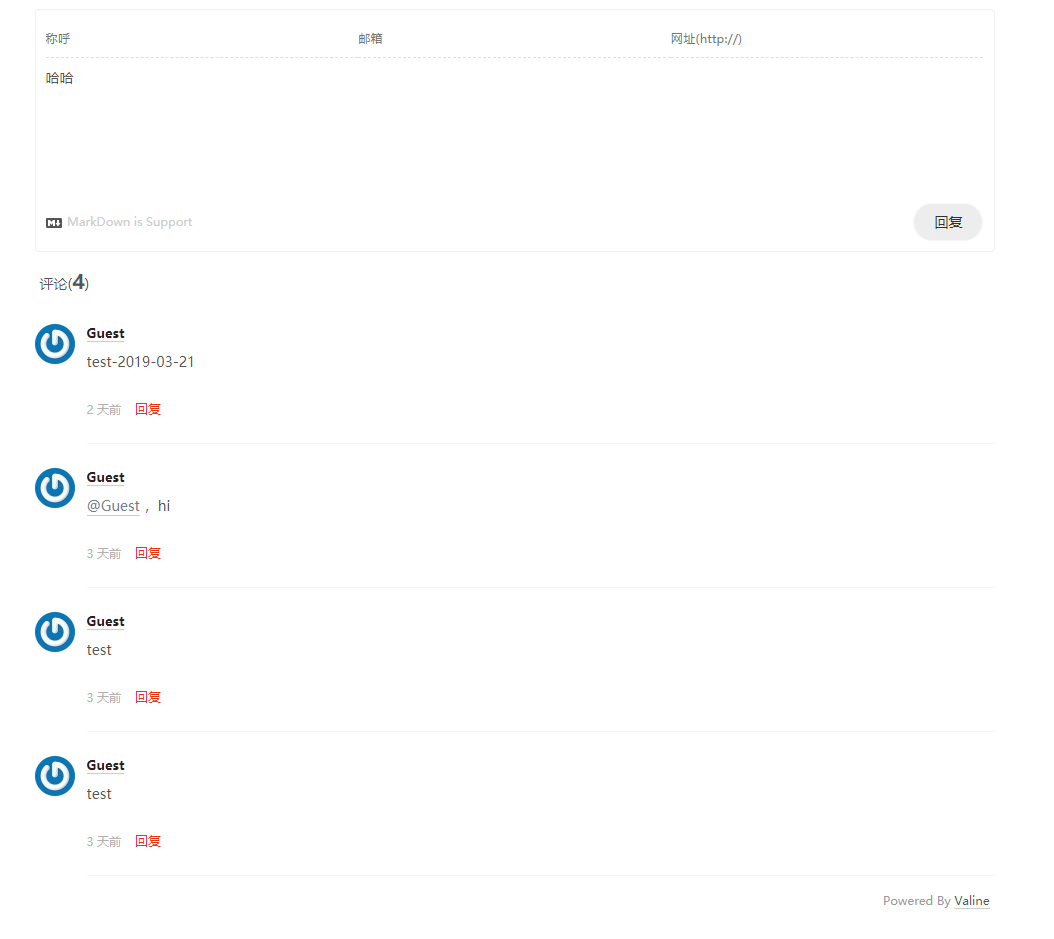 称呼 邮箱 网址(http://)
哈哈
MarkDown is Support
回复
评论(4)
Guest
test-2019-03-21
2 天前 回复
Guest
@Guest , hi
3 天前 回复
Guest
test
3 天前 回复
Guest
test
3 天前 回复
Powered By Valine